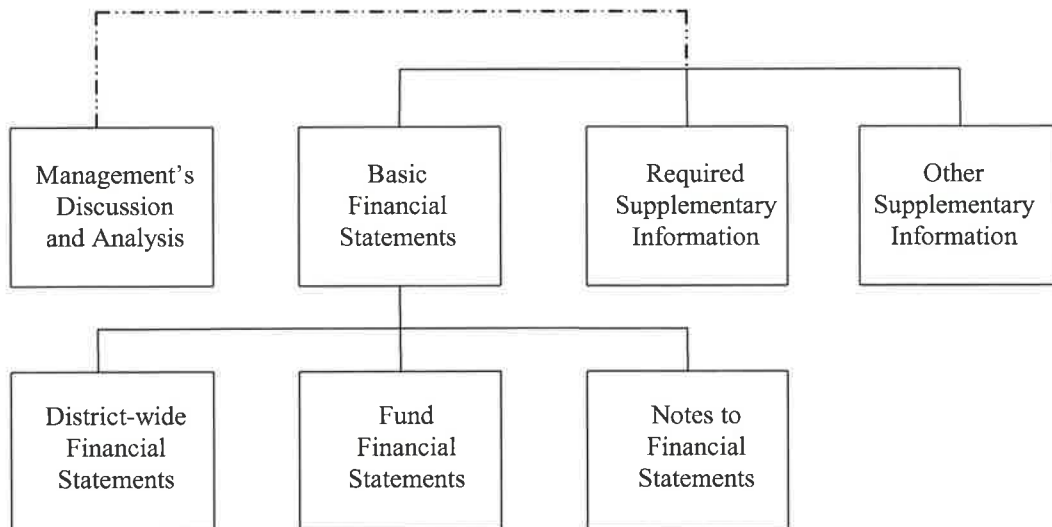 Management's
Discussion
and Analysis
Basic
Financial
Statements
Required
Supplementary
Information
Other
Supplementary
Information
District-wide
Financial
Statements
Fund
Financial
Statements
Notes to
Financial
Statements